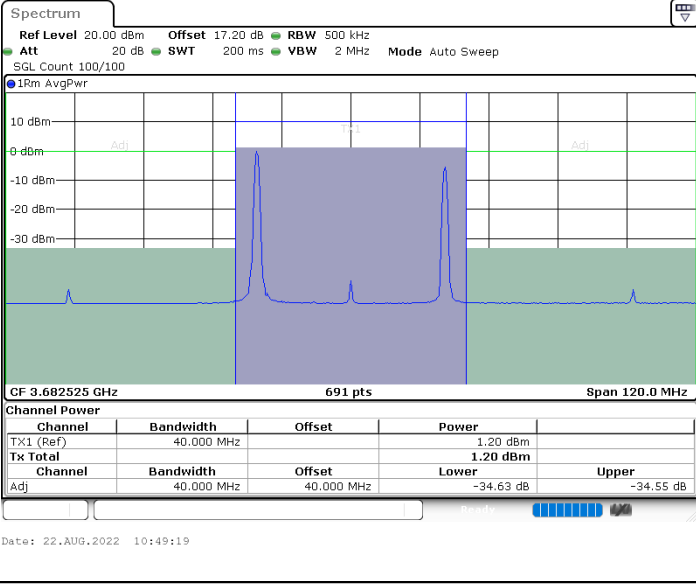 Spectrum
Ref Level 20.00 dBm Offset 17.20 dB RBW 500 kHz
Att 20 dB SWT 200 ms VBW 2 MHz Mode Auto Sweep
SGL Count 100/100
1Rm AvgPwr
10 dBm
Tx1
0 dBm Adj Adj
-10 dBm
-20 dBm
-30 dBm
CF 3.682525 GHz 691 pts Span 120.0 MHz
Channel Power
Channel Bandwidth Offset Power
TX1 (Ref) 40.000 MHz 1.20 dBm
Tx Total 1.20 dBm
Channel Bandwidth Offset Lower Upper
Adj 40.000 MHz 40.000 MHz -34.63 dB -34.55 dB
Ready
Date: 22.AUG.2022 10:49:19